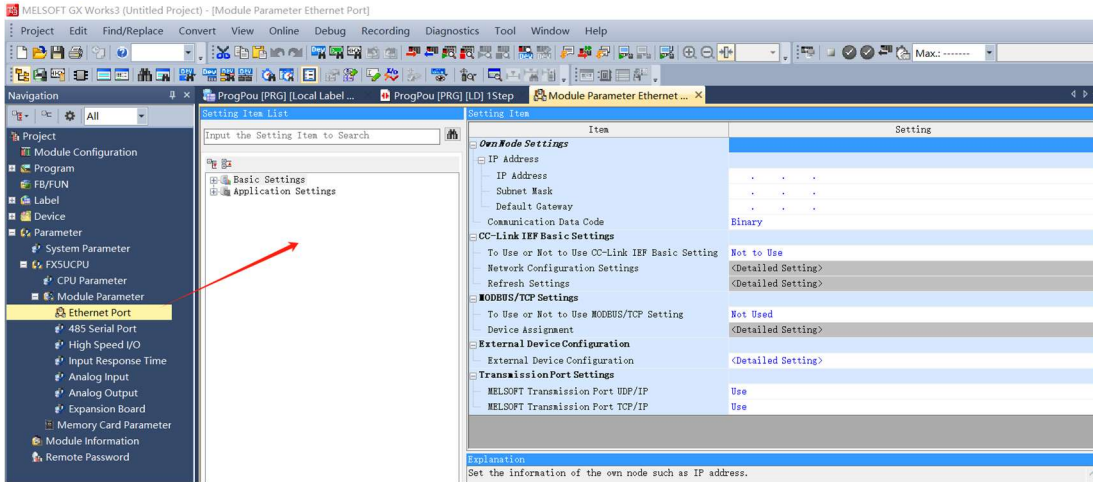 MELSOFT GX Works3 (Untitled Project) - [Module Parameter Ethernet Port]
Project Edit Find/Replace Convert View Online Debug Recording Diagnostics Tool Window Help
Max.: -------
Navigation
ProgPou [PRG] [Local Label ...
ProgPou [PRG] [LD] 1Step
Module Parameter Ethernet ...
All
Project
Module Configuration
Program
FB/FUN
Label
Device
Parameter
System Parameter
FX5UCPU
CPU Parameter
Module Parameter
Ethernet Port
485 Serial Port
High Speed I/O
Input Response Time
Analog Input
Analog Output
Expansion Board
Memory Card Parameter
Module Information
Remote Password
Setting Item List
Input the Setting Item to Search
Basic Settings
Application Settings
Setting Item
Item Setting
Own Node Settings
IP Address
IP Address . . .
Subnet Mask . . .
Default Gateway . . .
Communication Data Code Binary
CC-Link IEF Basic Settings
To Use or Not to Use CC-Link IEF Basic Setting Not to Use
Network Configuration Settings <Detailed Setting>
Refresh Settings <Detailed Setting>
MODBUS/TCP Settings
To Use or Not to Use MODBUS/TCP Setting Not Used
Device Assignment <Detailed Setting>
External Device Configuration
External Device Configuration <Detailed Setting>
Transmission Port Settings
MELSOFT Transmission Port UDP/IP Use
MELSOFT Transmission Port TCP/IP Use
Explanation
Set the information of the own node such as IP address.